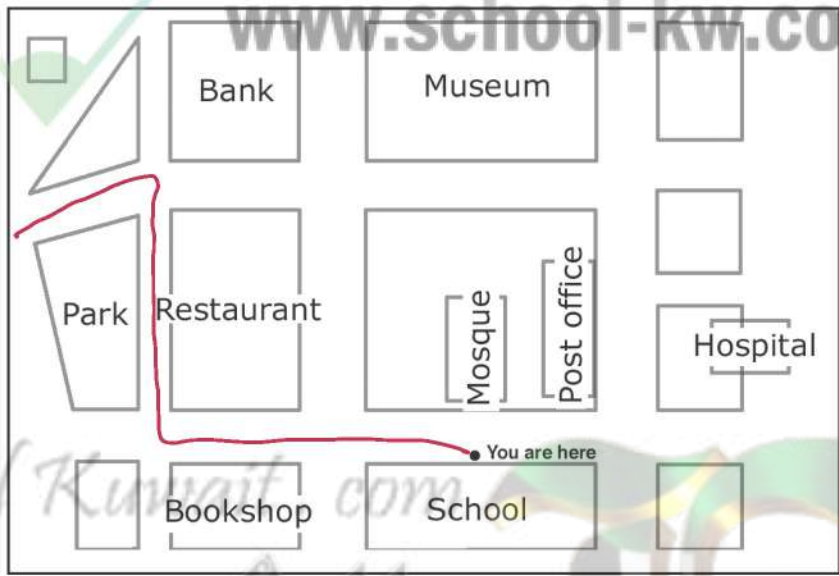 www.school-kw.co
Bank
Museum
Park
Restaurant
Mosque
Post office
Hospital
You are here
Kuwait com
Bookshop
School